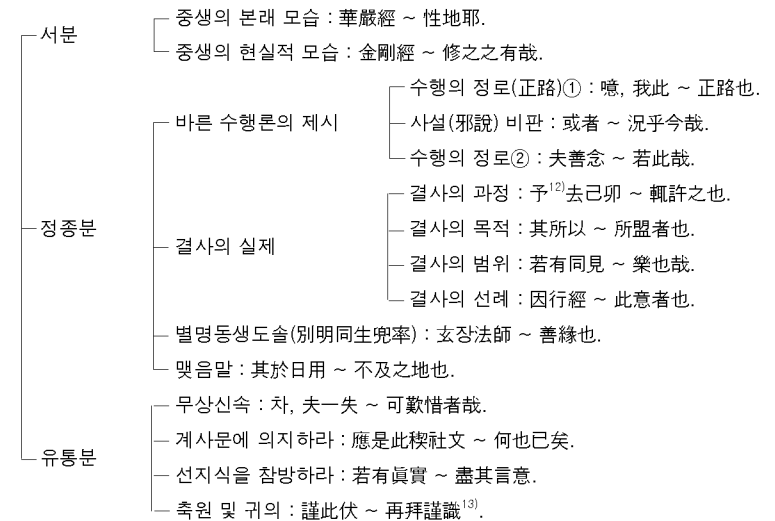 중생의 본래 모습 : 華嚴經 ~ 性地耶.
서분
중생의 현실적 모습 : 金剛經 ~ 修之之有哉.
수행의 정로(正路)① : 噫, 我此 ~ 正路也.
바른 수행론의 제시
사설(邪說) 비판 : 或者 ~ 況乎今哉.
수행의 정로② : 夫善念 ~ 若此哉.
결사의 과정 : 予12)去己卯 ~ 輒許之也.
정종분
결사의 목적 : 其所以 ~ 所盟者也.
결사의 실제
결사의 범위 : 若有同見 ~ 樂也哉.
결사의 선례 : 因行經 ~ 此意者也.
별명동생도솔(別明同生兜率) : 玄장法師 ~ 善緣也.
맺음말 : 其於日用 ~ 不及之地也.
무상신속 : 차, 夫一失 ~ 可歎惜者哉.
계사문에 의지하라 : 應是此稧社文 ~ 何也已矣.
유통분
선지식을 참방하라 : 若有眞實 ~ 盡其言意.
축원 및 귀의 : 謹此伏 ~ 再拜謹識13).